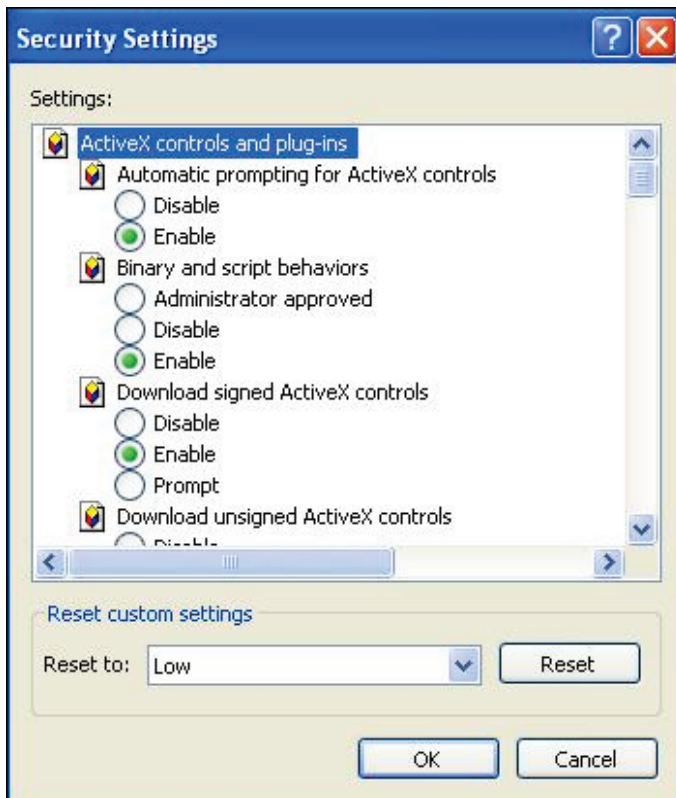 Security Settings
Settings:
ActiveX controls and plug-ins
Automatic prompting for ActiveX controls
Disable
Enable
Binary and script behaviors
Administrator approved
Disable
Enable
Download signed ActiveX controls
Disable
Enable
Prompt
Download unsigned ActiveX controls
Disable
Reset custom settings
Reset to: Low Reset
OK Cancel